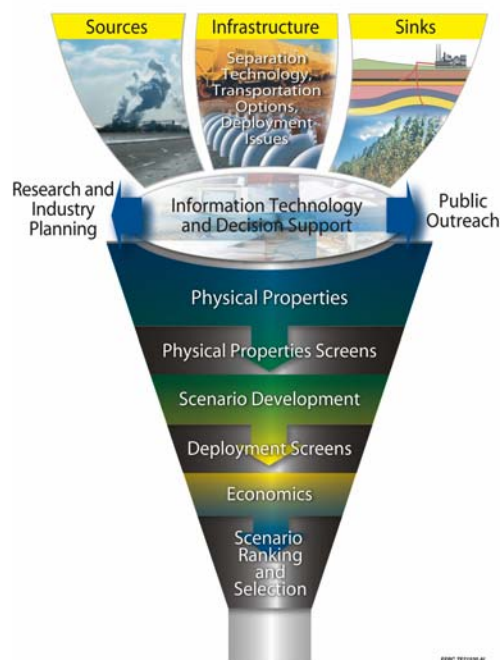 Sources
Infrastructure
Sinks
Separation
Technology,
Transportation
Options,
Deployment
Issues
Research and
Industry
Planning
Information Technology
and Decision Support
Public
Outreach
Physical Properties
Physical Properties Screens
Scenario Development
Deployment Screens
Economics
Scenario
Ranking
and
Selection